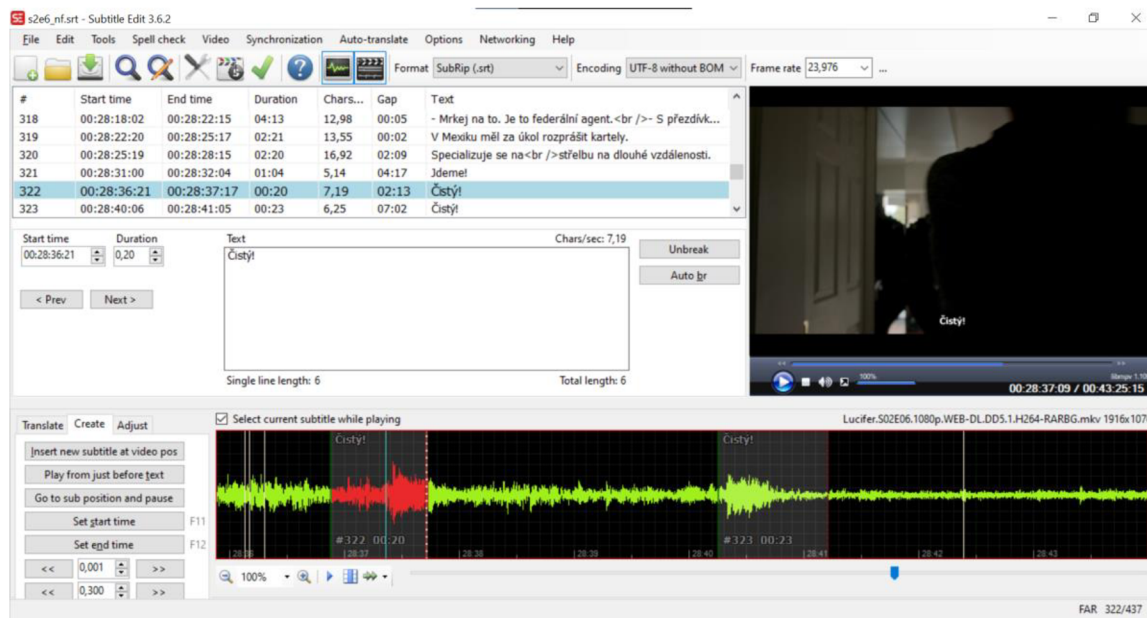 s2e6_nf.srt - Subtitle Edit 3.6.2
File Edit Tools Spell check Video Synchronization Auto-translate Options Networking Help
Format SubRip (.srt) Encoding UTF-8 without BOM Frame rate 23,976 ...
# Start time End time Duration Chars... Gap Text
318 00:28:18:02 00:28:22:15 04:13 12,98 00:05 - Mrkej na to. Je to federální agent.<br />- S přezdívk...
319 00:28:22:20 00:28:25:17 02:21 13,55 00:02 V Mexiku měl za úkol rozprášit kartely.
320 00:28:25:19 00:28:28:15 02:20 16,92 02:09 Specializuje se na<br />střelbu na dlouhé vzdálenosti.
321 00:28:31:00 00:28:32:04 01:04 5,14 04:17 Jdeme!
322 00:28:36:21 00:28:37:17 00:20 7,19 02:13 Čistý!
323 00:28:40:06 00:28:41:05 00:23 6,25 07:02 Čistý!
Start time Duration Text Chars/sec: 7,19
00:28:36:21 0,20 Čistý!
Unbreak
Auto br
< Prev Next >
Single line length: 6 Total length: 6
Čistý!
100%
00:28:37:09 / 00:43:25:15
Translate Create Adjust
Select current subtitle while playing Lucifer.S02E06.1080p.WEB-DL.DD5.1.H264-RARBG.mkv 1916x107
Insert new subtitle at video pos
Play from just before text
Go to sub position and pause
Set start time F11
Set end time F12
<< 0,001 >>
<< 0,300 >>
Čistý! Čistý!
#322 00:20 #323 00:23
28:37 28:38 28:39 28:40 28:41 28:42 28:43
100%
FAR 322/437